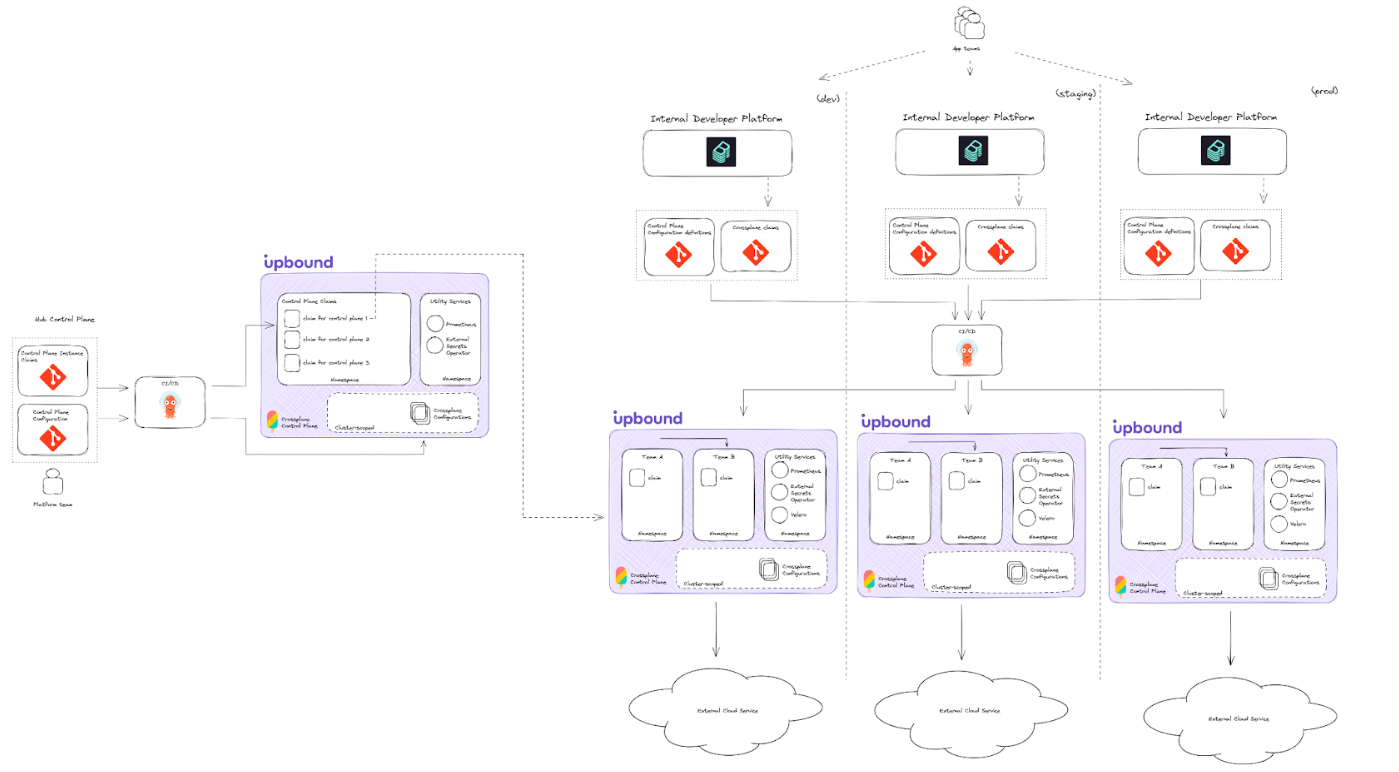 App teams
(dev)
(staging)
(prod)
Internal Developer Platform
Internal Developer Platform
Internal Developer Platform
Control Plane
Configuration definitions
Crossplane claims
Control Plane
Configuration definitions
Crossplane claims
Control Plane
Configuration definitions
Crossplane claims
CI/CD
Hub Control Plane
Control Plane Instance
Claims
Control Plane
Configuration
Platform team
CI/CD
upbound
Control Plane Claims
claim for control plane 1
claim for control plane 2
claim for control plane 3
Namespace
Utility Services
Prometheus
External
Secrets
Operator
Namespace
Crossplane
Control Plane
Cluster-scoped
Crossplane
Configurations
upbound
Team A
claim
Namespace
Team B
claim
Namespace
Utility Services
Prometheus
External
Secrets
Operator
Velero
Namespace
Crossplane
Control Plane
Cluster-scoped
Crossplane
Configurations
upbound
Team A
claim
Namespace
Team B
claim
Namespace
Utility Services
Prometheus
External
Secrets
Operator
Velero
Namespace
Crossplane
Control Plane
Cluster-scoped
Crossplane
Configurations
upbound
Team A
claim
Namespace
Team B
claim
Namespace
Utility Services
Prometheus
External
Secrets
Operator
Velero
Namespace
Crossplane
Control Plane
Cluster-scoped
Crossplane
Configurations
External Cloud Service
External Cloud Service
External Cloud Service